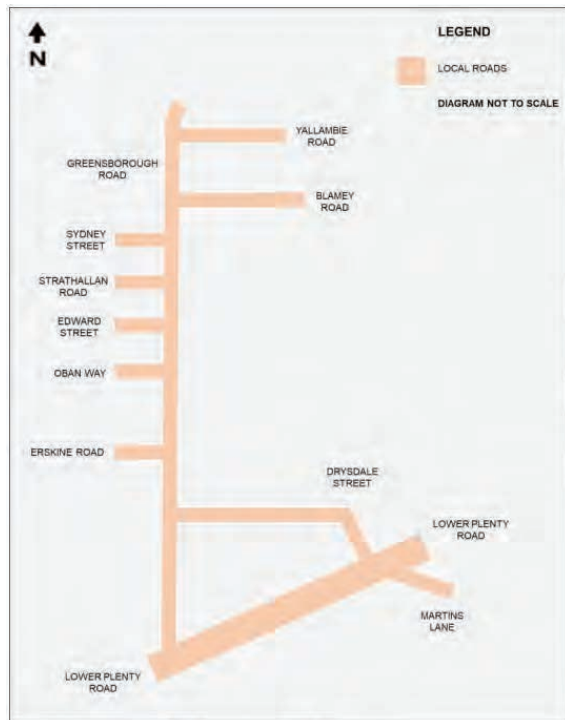 N
LEGEND
LOCAL ROADS
DIAGRAM NOT TO SCALE
YALLAMBIE
ROAD
GREENSBOROUGH
ROAD
BLAMEY
ROAD
SYDNEY
STREET
STRATHALLAN
ROAD
EDWARD
STREET
OBAN WAY
ERSKINE ROAD
DRYSDALE
STREET
LOWER PLENTY
ROAD
MARTINS
LANE
LOWER PLENTY
ROAD